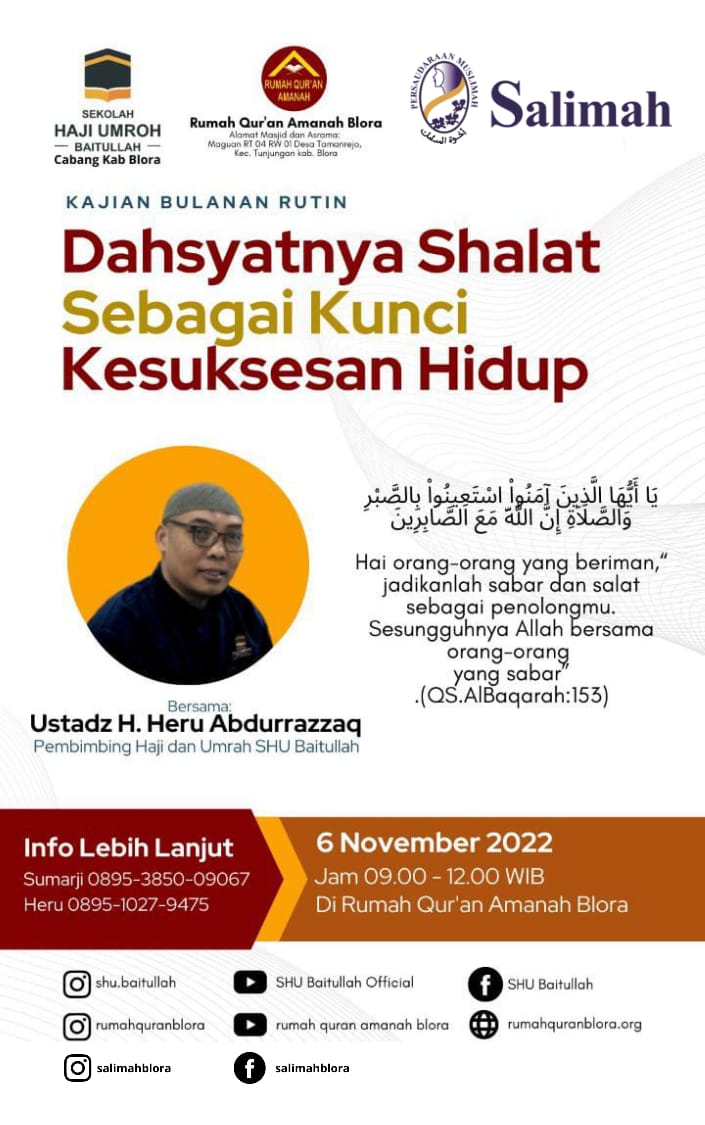 SEKOLAH
HAJI UMROH
BAITULLAH
Cabang Kab Blora
RUMAH QUR'AN
AMANAH
Rumah Qur'an Amanah Blora
Alamat Masjid dan Asrama:
Maguan RT 04 RW 01 Desa Tamanrejo,
Kec. Tunjungan kab. Blora
PERSAUDARAAN MUSLIMAH
Salimah
KAJIAN BULANAN RUTIN
Dahsyatnya Shalat
Sebagai Kunci
Kesuksesan Hidup
يَا أَيُّهَا الَّذِينَ آمَنُواْ اسْتَعِينُواْ بِالصَّبْرِ
وَالصَّلاَةِ إِنَّ اللّهَ مَعَ الصَّابِرِينَ
Hai orang-orang yang beriman,“
jadikanlah sabar dan salat
sebagai penolongmu.
Sesungguhnya Allah bersama
orang-orang
yang sabar”
.(QS.AlBaqarah:153)
Bersama:
Ustadz H. Heru Abdurrazzaq
Pembimbing Haji dan Umrah SHU Baitullah
Info Lebih Lanjut
Sumarji 0895-3850-09067
Heru 0895-1027-9475
6 November 2022
Jam 09.00 - 12.00 WIB
Di Rumah Qur'an Amanah Blora
shu.baitullah
SHU Baitullah Official
SHU Baitullah
rumahquranblora
rumah quran amanah blora
rumahquranblora.org
salimahblora
salimahblora